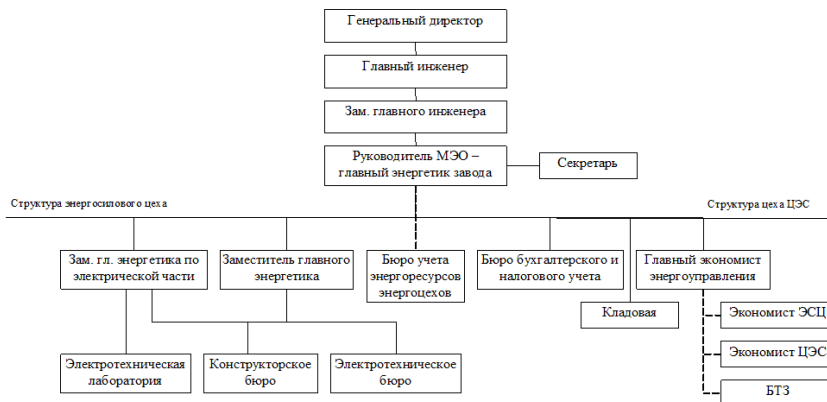 Генеральный директор
Главный инженер
Зам. главного инженера
Руководитель МЭО –
главный энергетик завода
Секретарь
Структура энергосилового цеха
Структура цеха ЦЭС
Зам. гл. энергетика по
электрической части
Заместитель главного
энергетика
Бюро учета
энергоресурсов
энергоцехов
Бюро бухгалтерского и
налогового учета
Главный экономист
энергоуправления
Кладовая
Экономист ЭСЦ
Экономист ЦЭС
БТЗ
Электротехническая
лаборатория
Конструкторское
бюро
Электротехническое
бюро